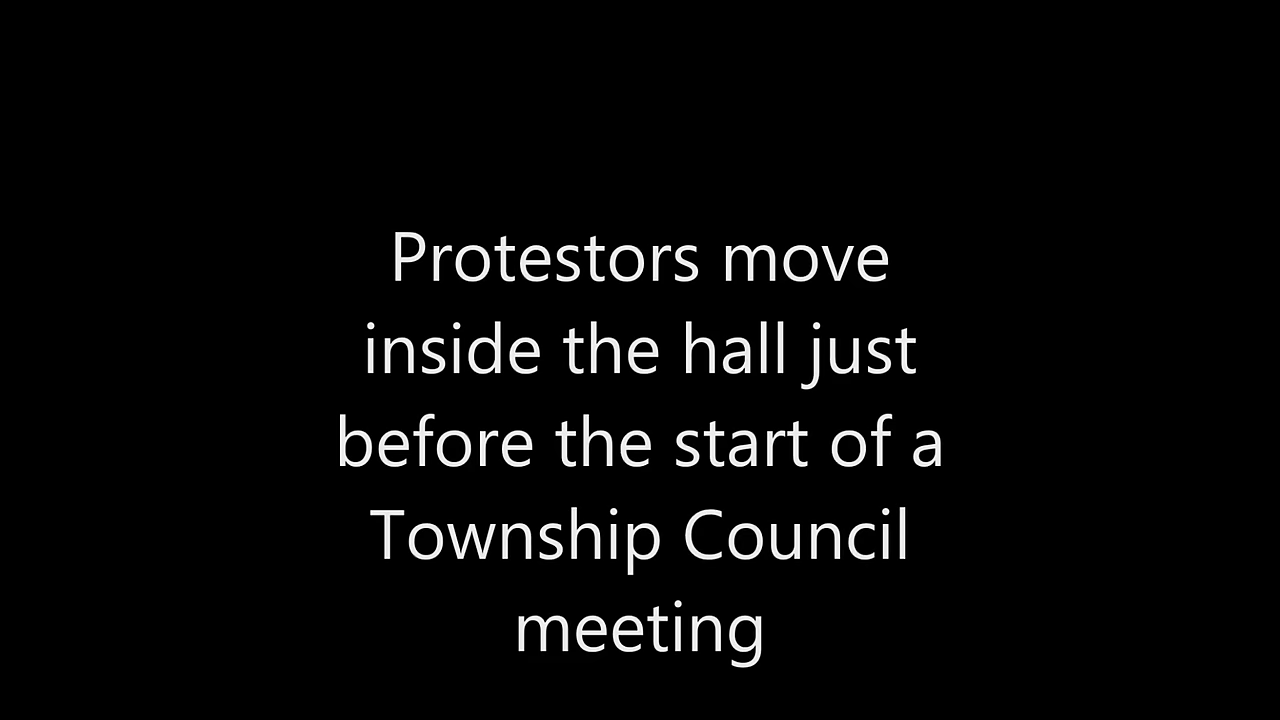 Protestors move
inside the hall just
before the start of a
Township Council
meeting